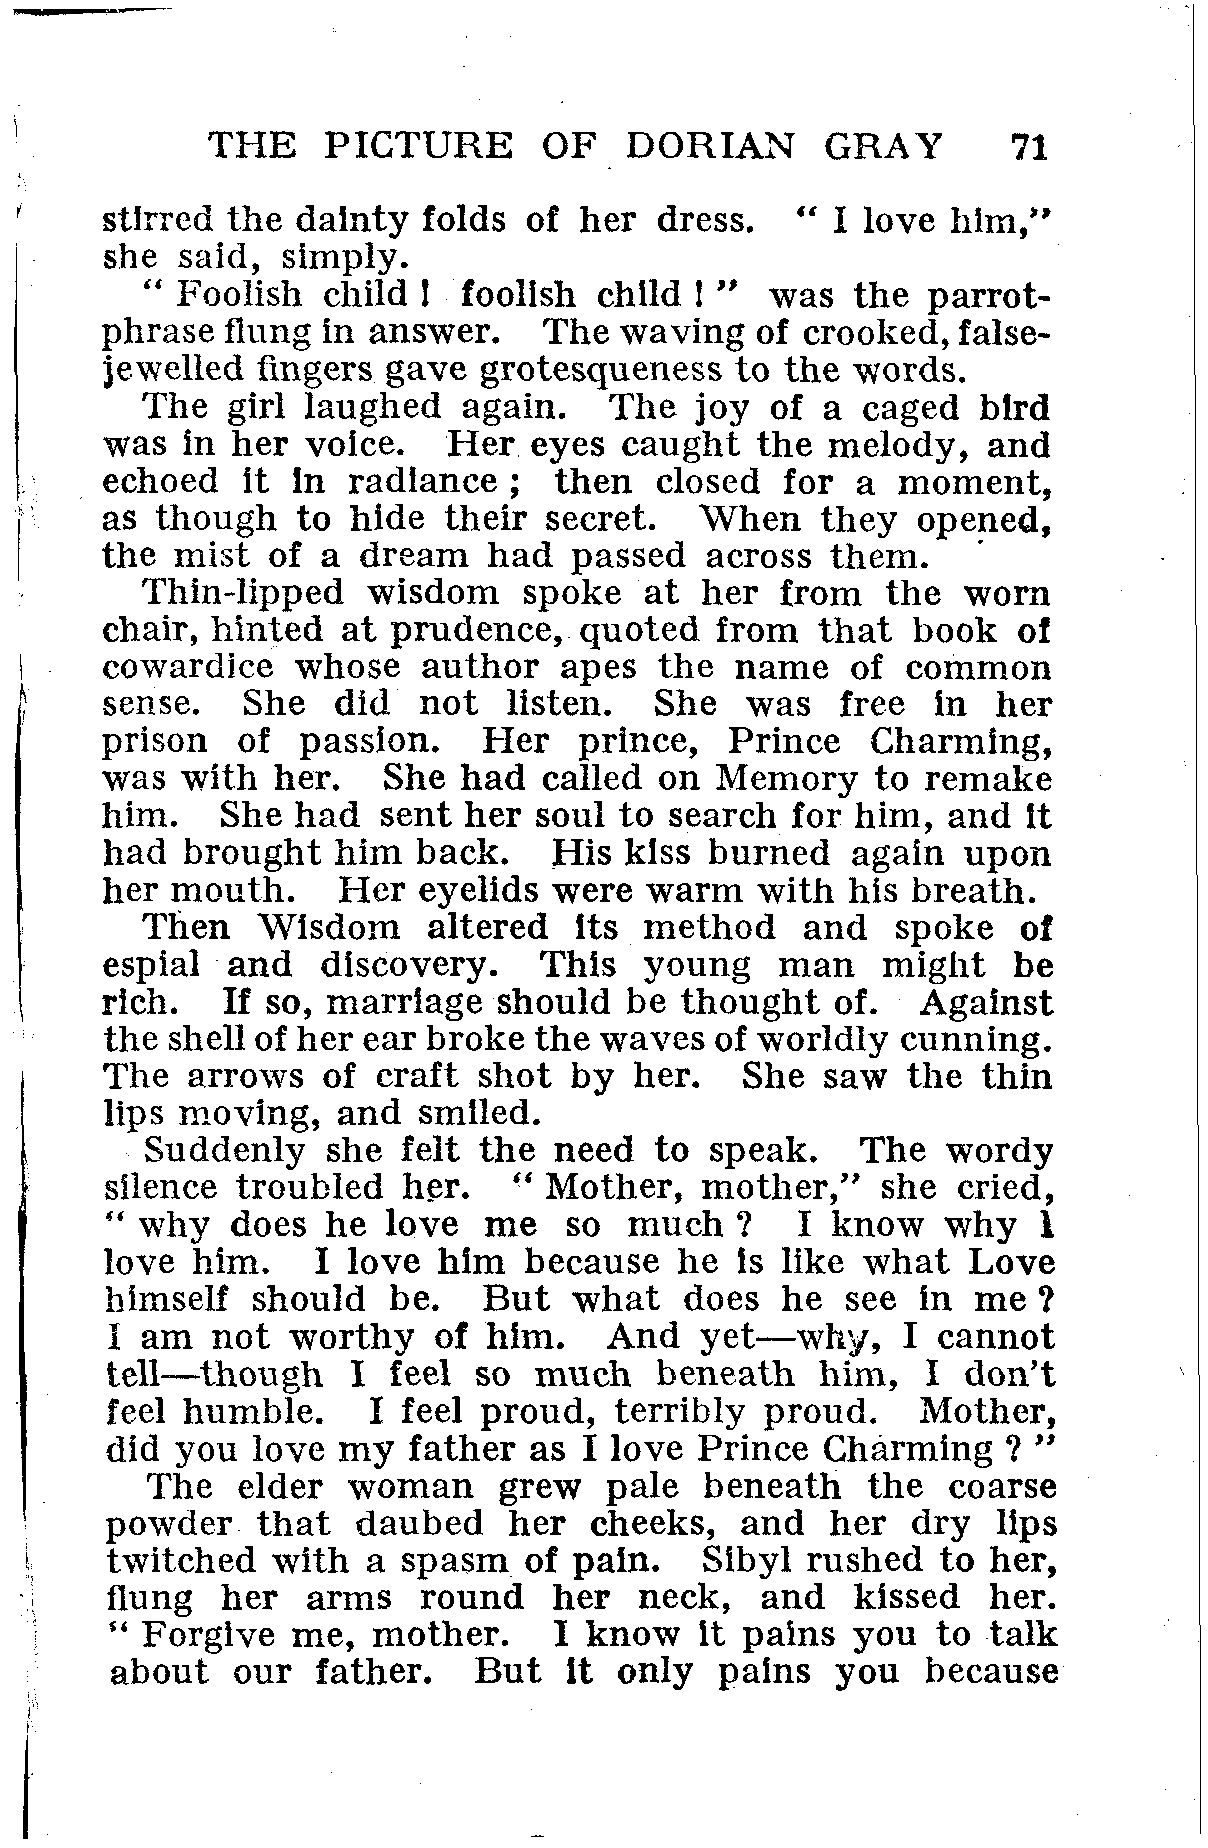 THE PICTURE OF DORIAN GRAY 71
stirred the dainty folds of her dress. “ I love him,”
she said, simply.
“ Foolish child ! foolish child ! ” was the parrot-
phrase flung in answer. The waving of crooked, false-
jewelled fingers gave grotesqueness to the words.
The girl laughed again. The joy of a caged bird
was in her voice. Her eyes caught the melody, and
echoed it in radiance ; then closed for a moment,
as though to hide their secret. When they opened,
the mist of a dream had passed across them.
Thin-lipped wisdom spoke at her from the worn
chair, hinted at prudence, quoted from that book of
cowardice whose author apes the name of common
sense. She did not listen. She was free in her
prison of passion. Her prince, Prince Charming,
was with her. She had called on Memory to remake
him. She had sent her soul to search for him, and it
had brought him back. His kiss burned again upon
her mouth. Her eyelids were warm with his breath.
Then Wisdom altered its method and spoke of
espial and discovery. This young man might be
rich. If so, marriage should be thought of. Against
the shell of her ear broke the waves of worldly cunning.
The arrows of craft shot by her. She saw the thin
lips moving, and smiled.
Suddenly she felt the need to speak. The wordy
silence troubled her. “ Mother, mother,” she cried,
“ why does he love me so much ? I know why I
love him. I love him because he is like what Love
himself should be. But what does he see in me ?
I am not worthy of him. And yet—why, I cannot
tell—though I feel so much beneath him, I don’t
feel humble. I feel proud, terribly proud. Mother,
did you love my father as I love Prince Charming ? ”
The elder woman grew pale beneath the coarse
powder that daubed her cheeks, and her dry lips
twitched with a spasm of pain. Sibyl rushed to her,
flung her arms round her neck, and kissed her.
“ Forgive me, mother. I know it pains you to talk
about our father. But it only pains you because